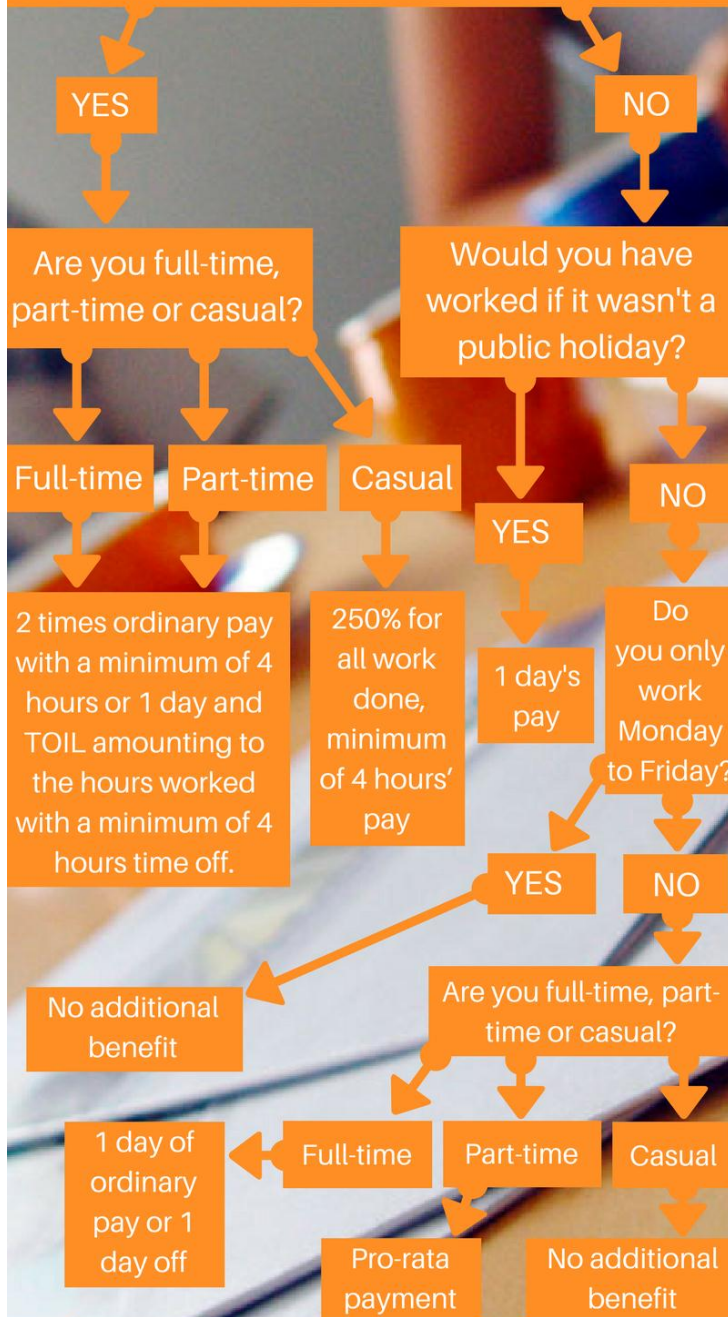 YES
NO
Are you full-time,
part-time or casual?
Would you have
worked if it wasn't a
public holiday?
Full-time
Part-time
Casual
YES
NO
2 times ordinary pay
with a minimum of 4
hours or 1 day and
TOIL amounting to
the hours worked
with a minimum of 4
hours time off.
250% for
all work
done,
minimum
of 4 hours’
pay
1 day's
pay
Do
you only
work
Monday
to Friday?
YES
NO
No additional
benefit
Are you full-time, part-
time or casual?
Full-time
Part-time
Casual
1 day of
ordinary
pay or 1
day off
Pro-rata
payment
No additional
benefit